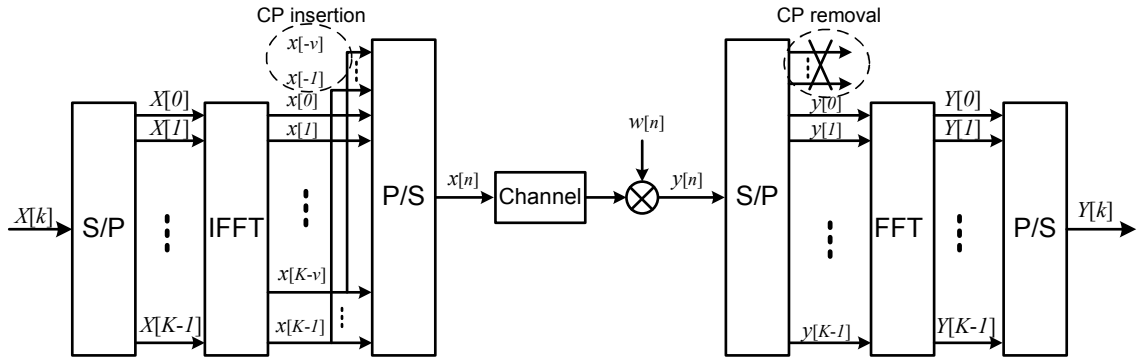 CP insertion
CP removal
x[-v]
x[-1]
x[0]
x[1]
X[0]
X[1]
X[k]
S/P
IFFT
x[K-v]
X[K-1]
x[K-1]
P/S
x[n]
Channel
w[n]
y[n]
S/P
y[0]
y[1]
y[K-1]
FFT
Y[0]
Y[1]
Y[K-1]
P/S
Y[k]